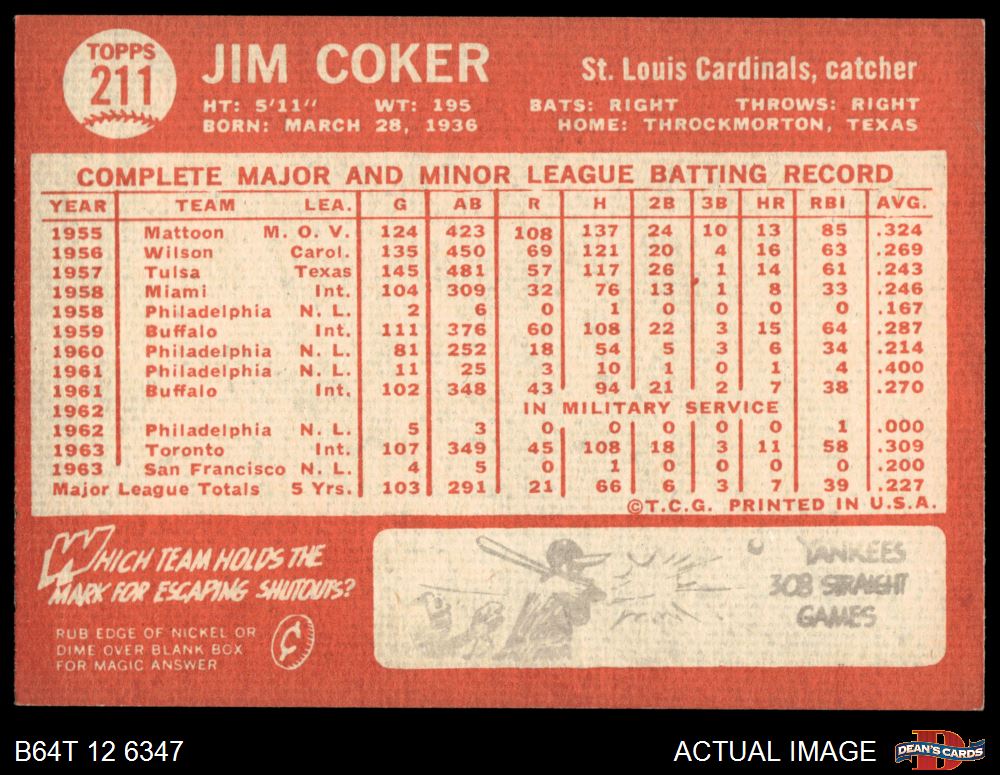 TOPPS
211
JIM COKER
St. Louis Cardinals, catcher
HT: 5'11" WT: 195 BATS: RIGHT THROWS: RIGHT
BORN: MARCH 28, 1936 HOME: THROCKMORTON, TEXAS
COMPLETE MAJOR AND MINOR LEAGUE BATTING RECORD
YEAR TEAM LEA. G AB R H 2B 3B HR RBI AVG.
1955 Mattoon M. O. V. 124 423 108 137 24 10 13 85 .324
1956 Wilson Carol. 135 450 69 121 20 4 16 63 .269
1957 Tulsa Texas 145 481 57 117 26 1 14 61 .243
1958 Miami Int. 104 309 32 76 13 1 8 33 .246
1958 Philadelphia N. L. 2 6 0 1 0 0 0 0 .167
1959 Buffalo Int. 111 376 60 108 22 3 15 64 .287
1960 Philadelphia N. L. 81 252 18 54 5 3 6 34 .214
1961 Philadelphia N. L. 11 25 3 10 1 0 1 4 .400
1961 Buffalo Int. 102 348 43 94 21 2 7 38 .270
1962 IN MILITARY SERVICE
1962 Philadelphia N. L. 5 3 0 0 0 0 0 1 .000
1963 Toronto Int. 107 349 45 108 18 3 11 58 .309
1963 San Francisco N. L. 4 5 0 1 0 0 0 0 .200
Major League Totals 5 Yrs. 103 291 21 66 6 3 7 39 .227
©T.C.G. PRINTED IN U.S.A.
WHICH TEAM HOLDS THE
MARK FOR ESCAPING SHUTOUTS?
RUB EDGE OF NICKEL OR
DIME OVER BLANK BOX
FOR MAGIC ANSWER
¢
YANKEES
308 STRAIGHT
GAMES
B64T 12 6347
ACTUAL IMAGE
DEAN'S CARDS